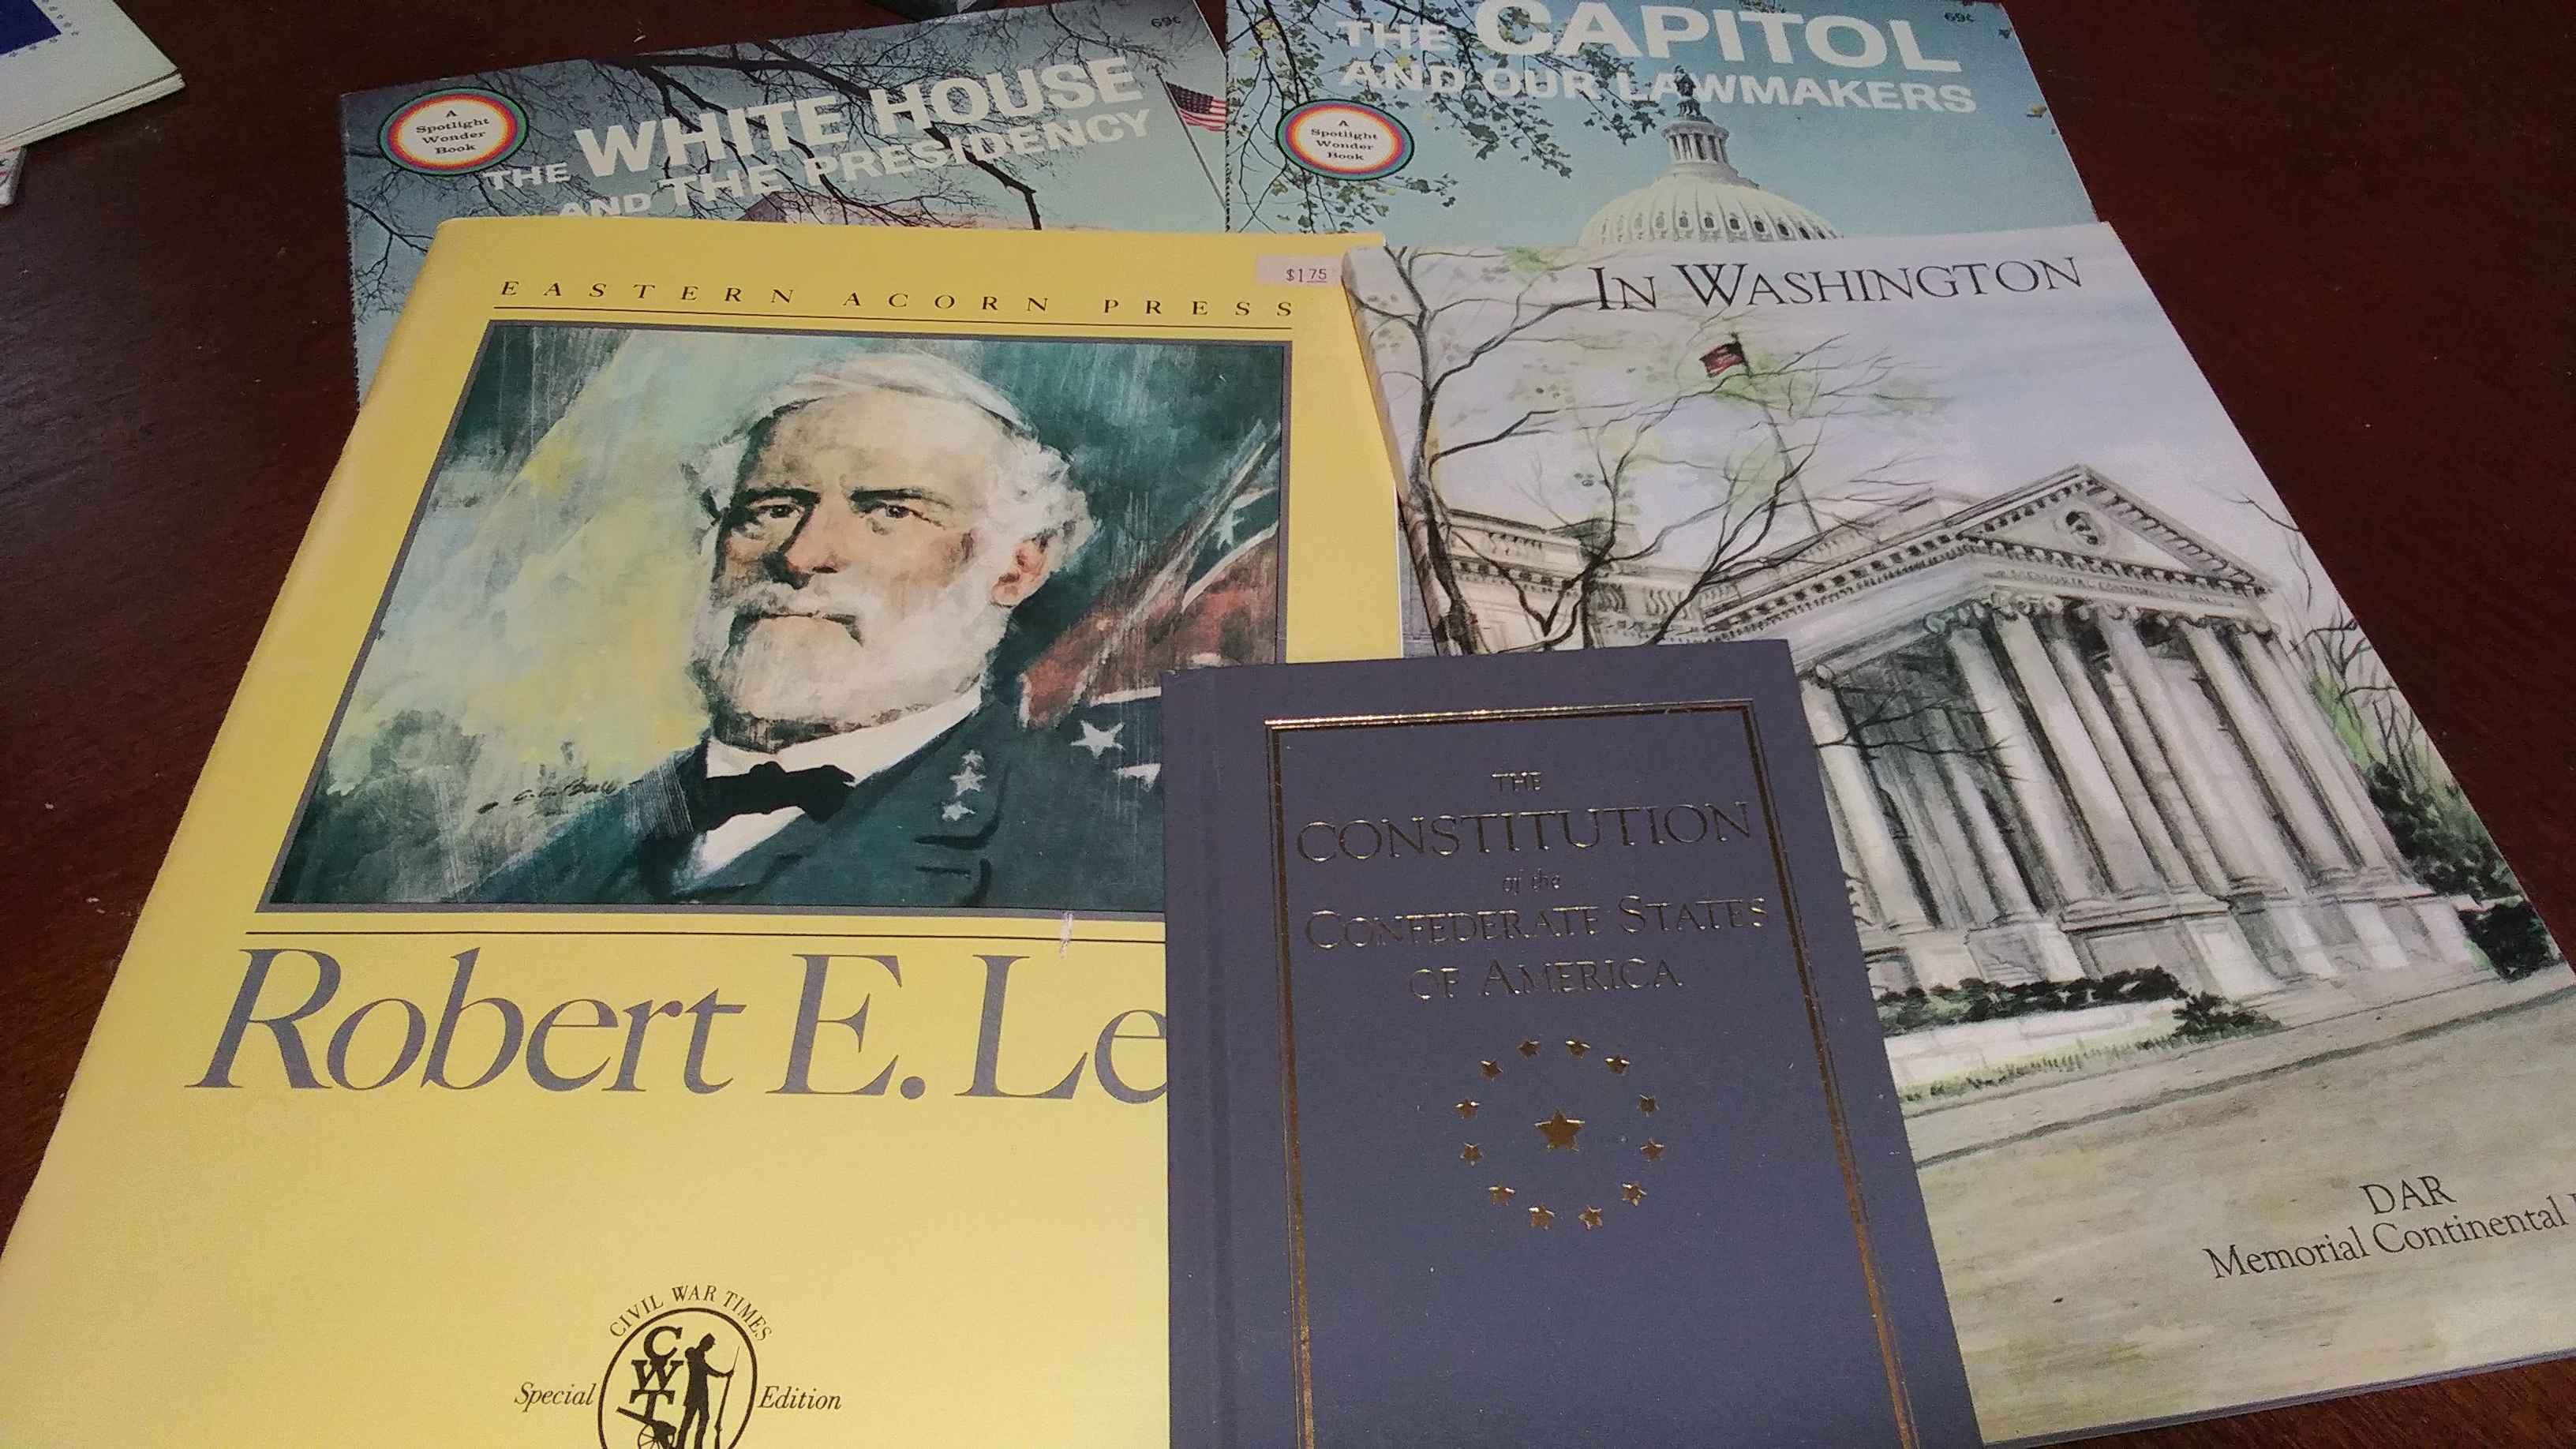 69¢
A
Spotlight
Wonder
Book
THE WHITE HOUSE
AND THE PRESIDENCY
69¢
THE CAPITOL
AND OUR LAWMAKERS
A
Spotlight
Wonder
Book
$1.75
EASTERN ACORN PRESS
Robert E. Le
CIVIL WAR TIMES
CWT
Special Edition
IN WASHINGTON
MEMORIAL CONTINENTAL
DAR
Memorial Continental
THE
CONSTITUTION
of the
CONFEDERATE STATES
OF AMERICA